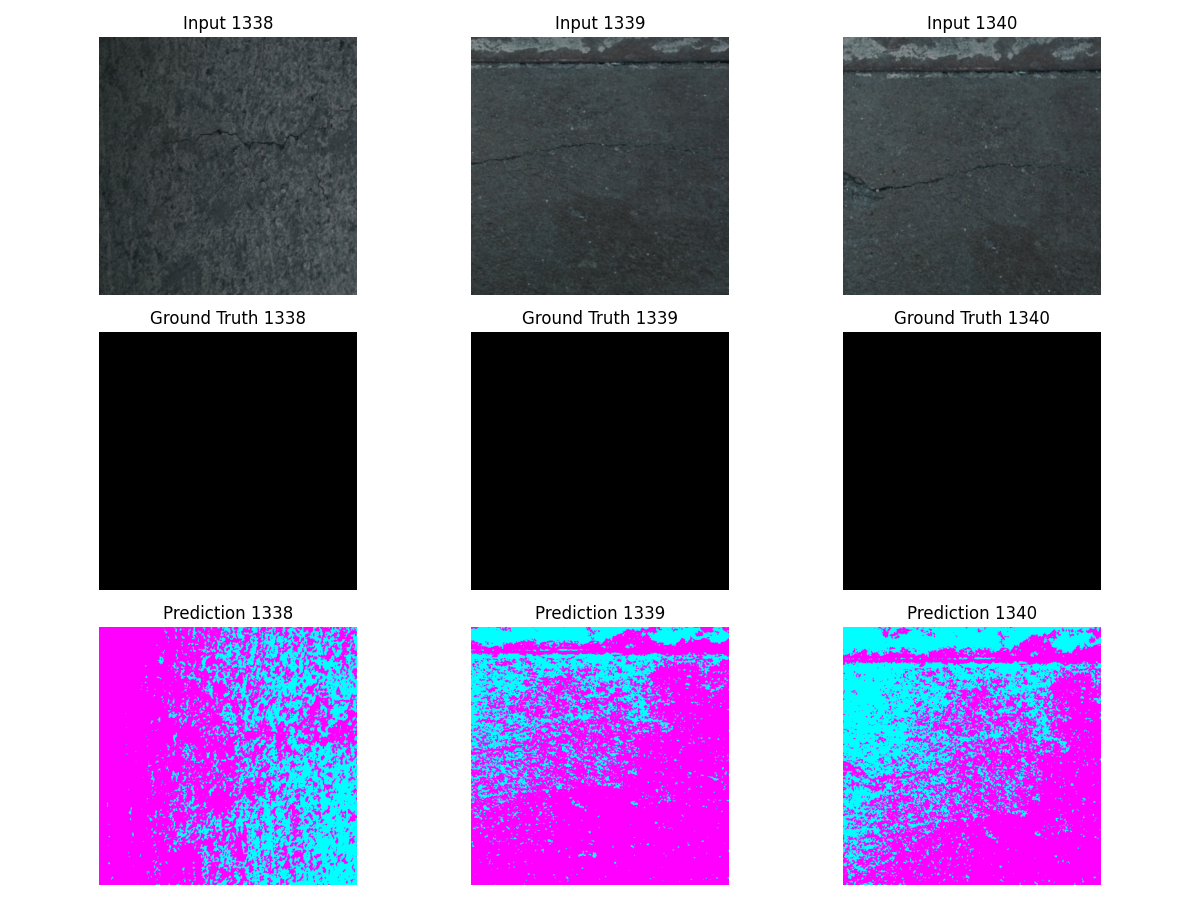 Input 1338
Input 1339
Input 1340
Ground Truth 1338
Ground Truth 1339
Ground Truth 1340
Prediction 1338
Prediction 1339
Prediction 1340